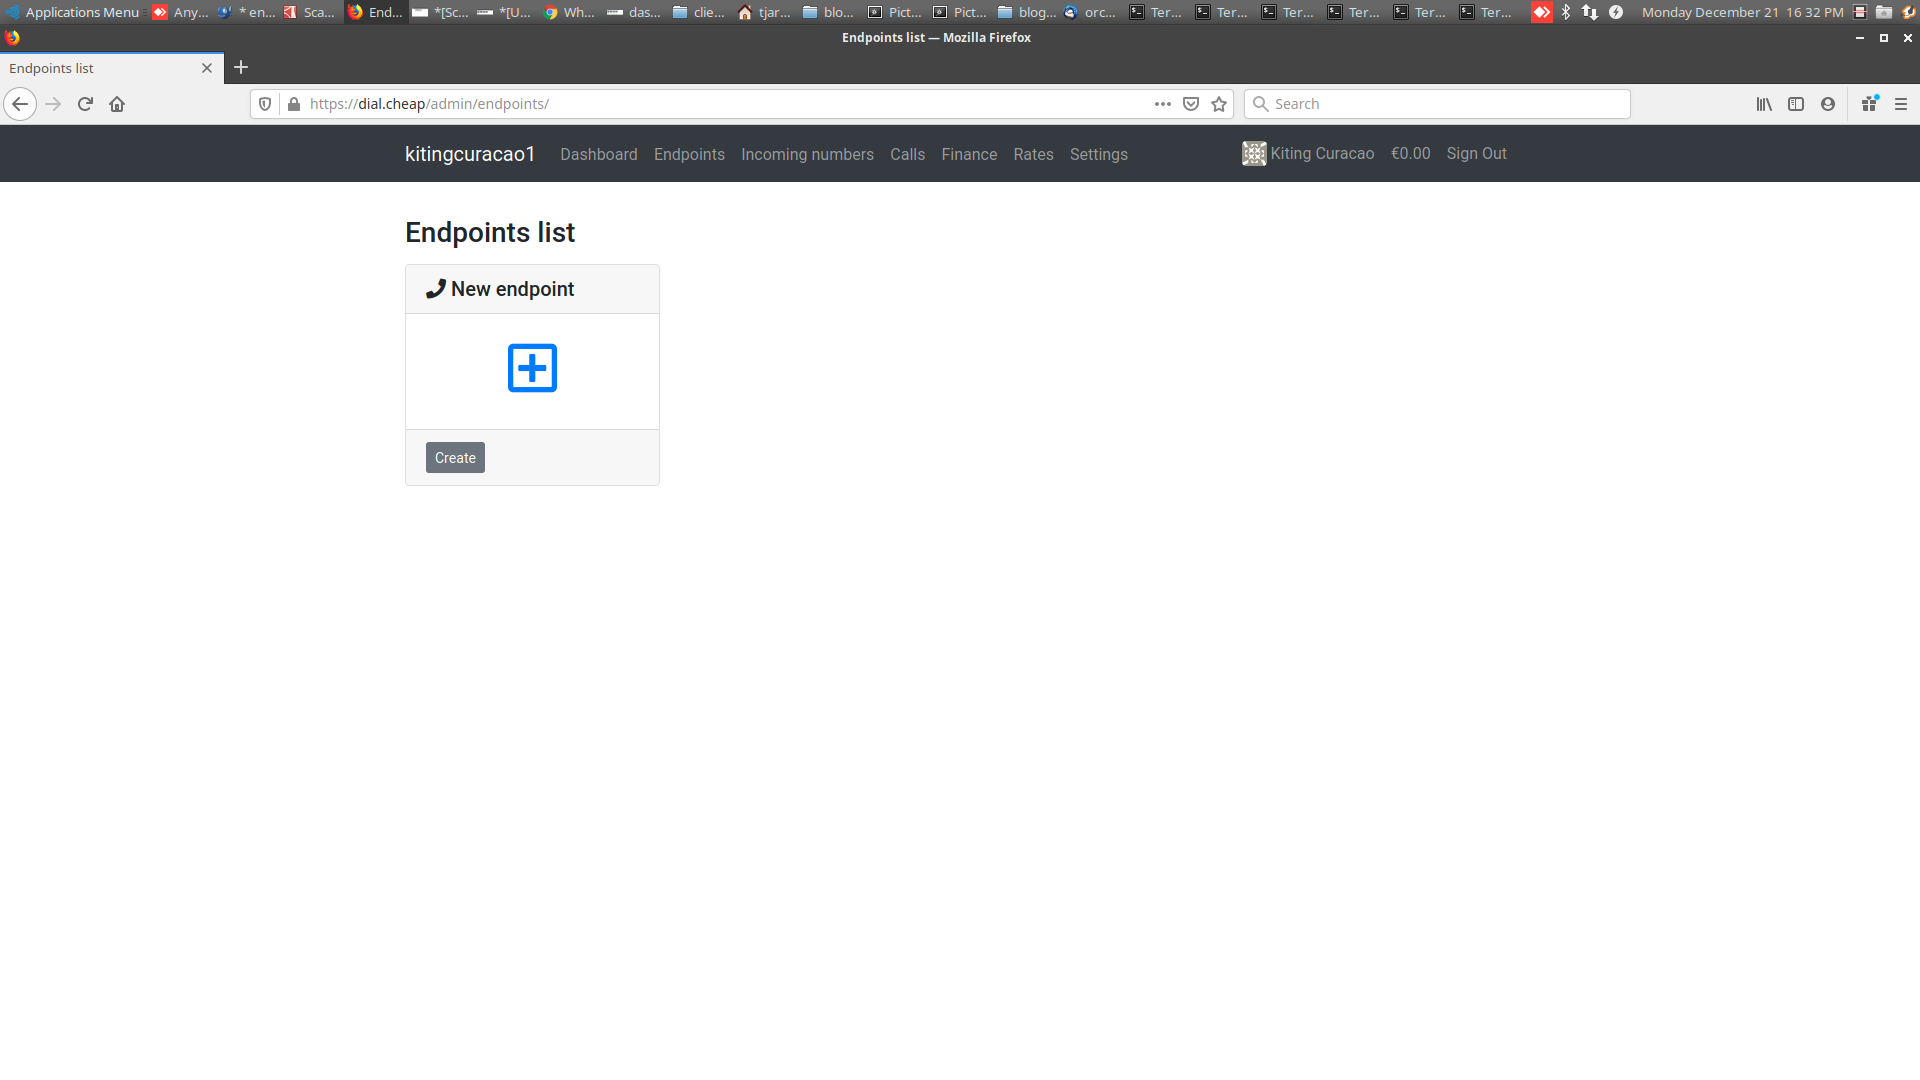 Applications Menu Any... * en... Sca... End... *[Sc... *[U... Wh... das... clie... tjar... blo... Pict... Pict... blog... orc... Ter... Ter... Ter... Ter... Ter... Ter... Monday December 21 16 32 PM
Endpoints list — Mozilla Firefox
Endpoints list
https://dial.cheap/admin/endpoints/ Search
kitingcuracao1 Dashboard Endpoints Incoming numbers Calls Finance Rates Settings Kiting Curacao €0.00 Sign Out
Endpoints list
New endpoint
Create